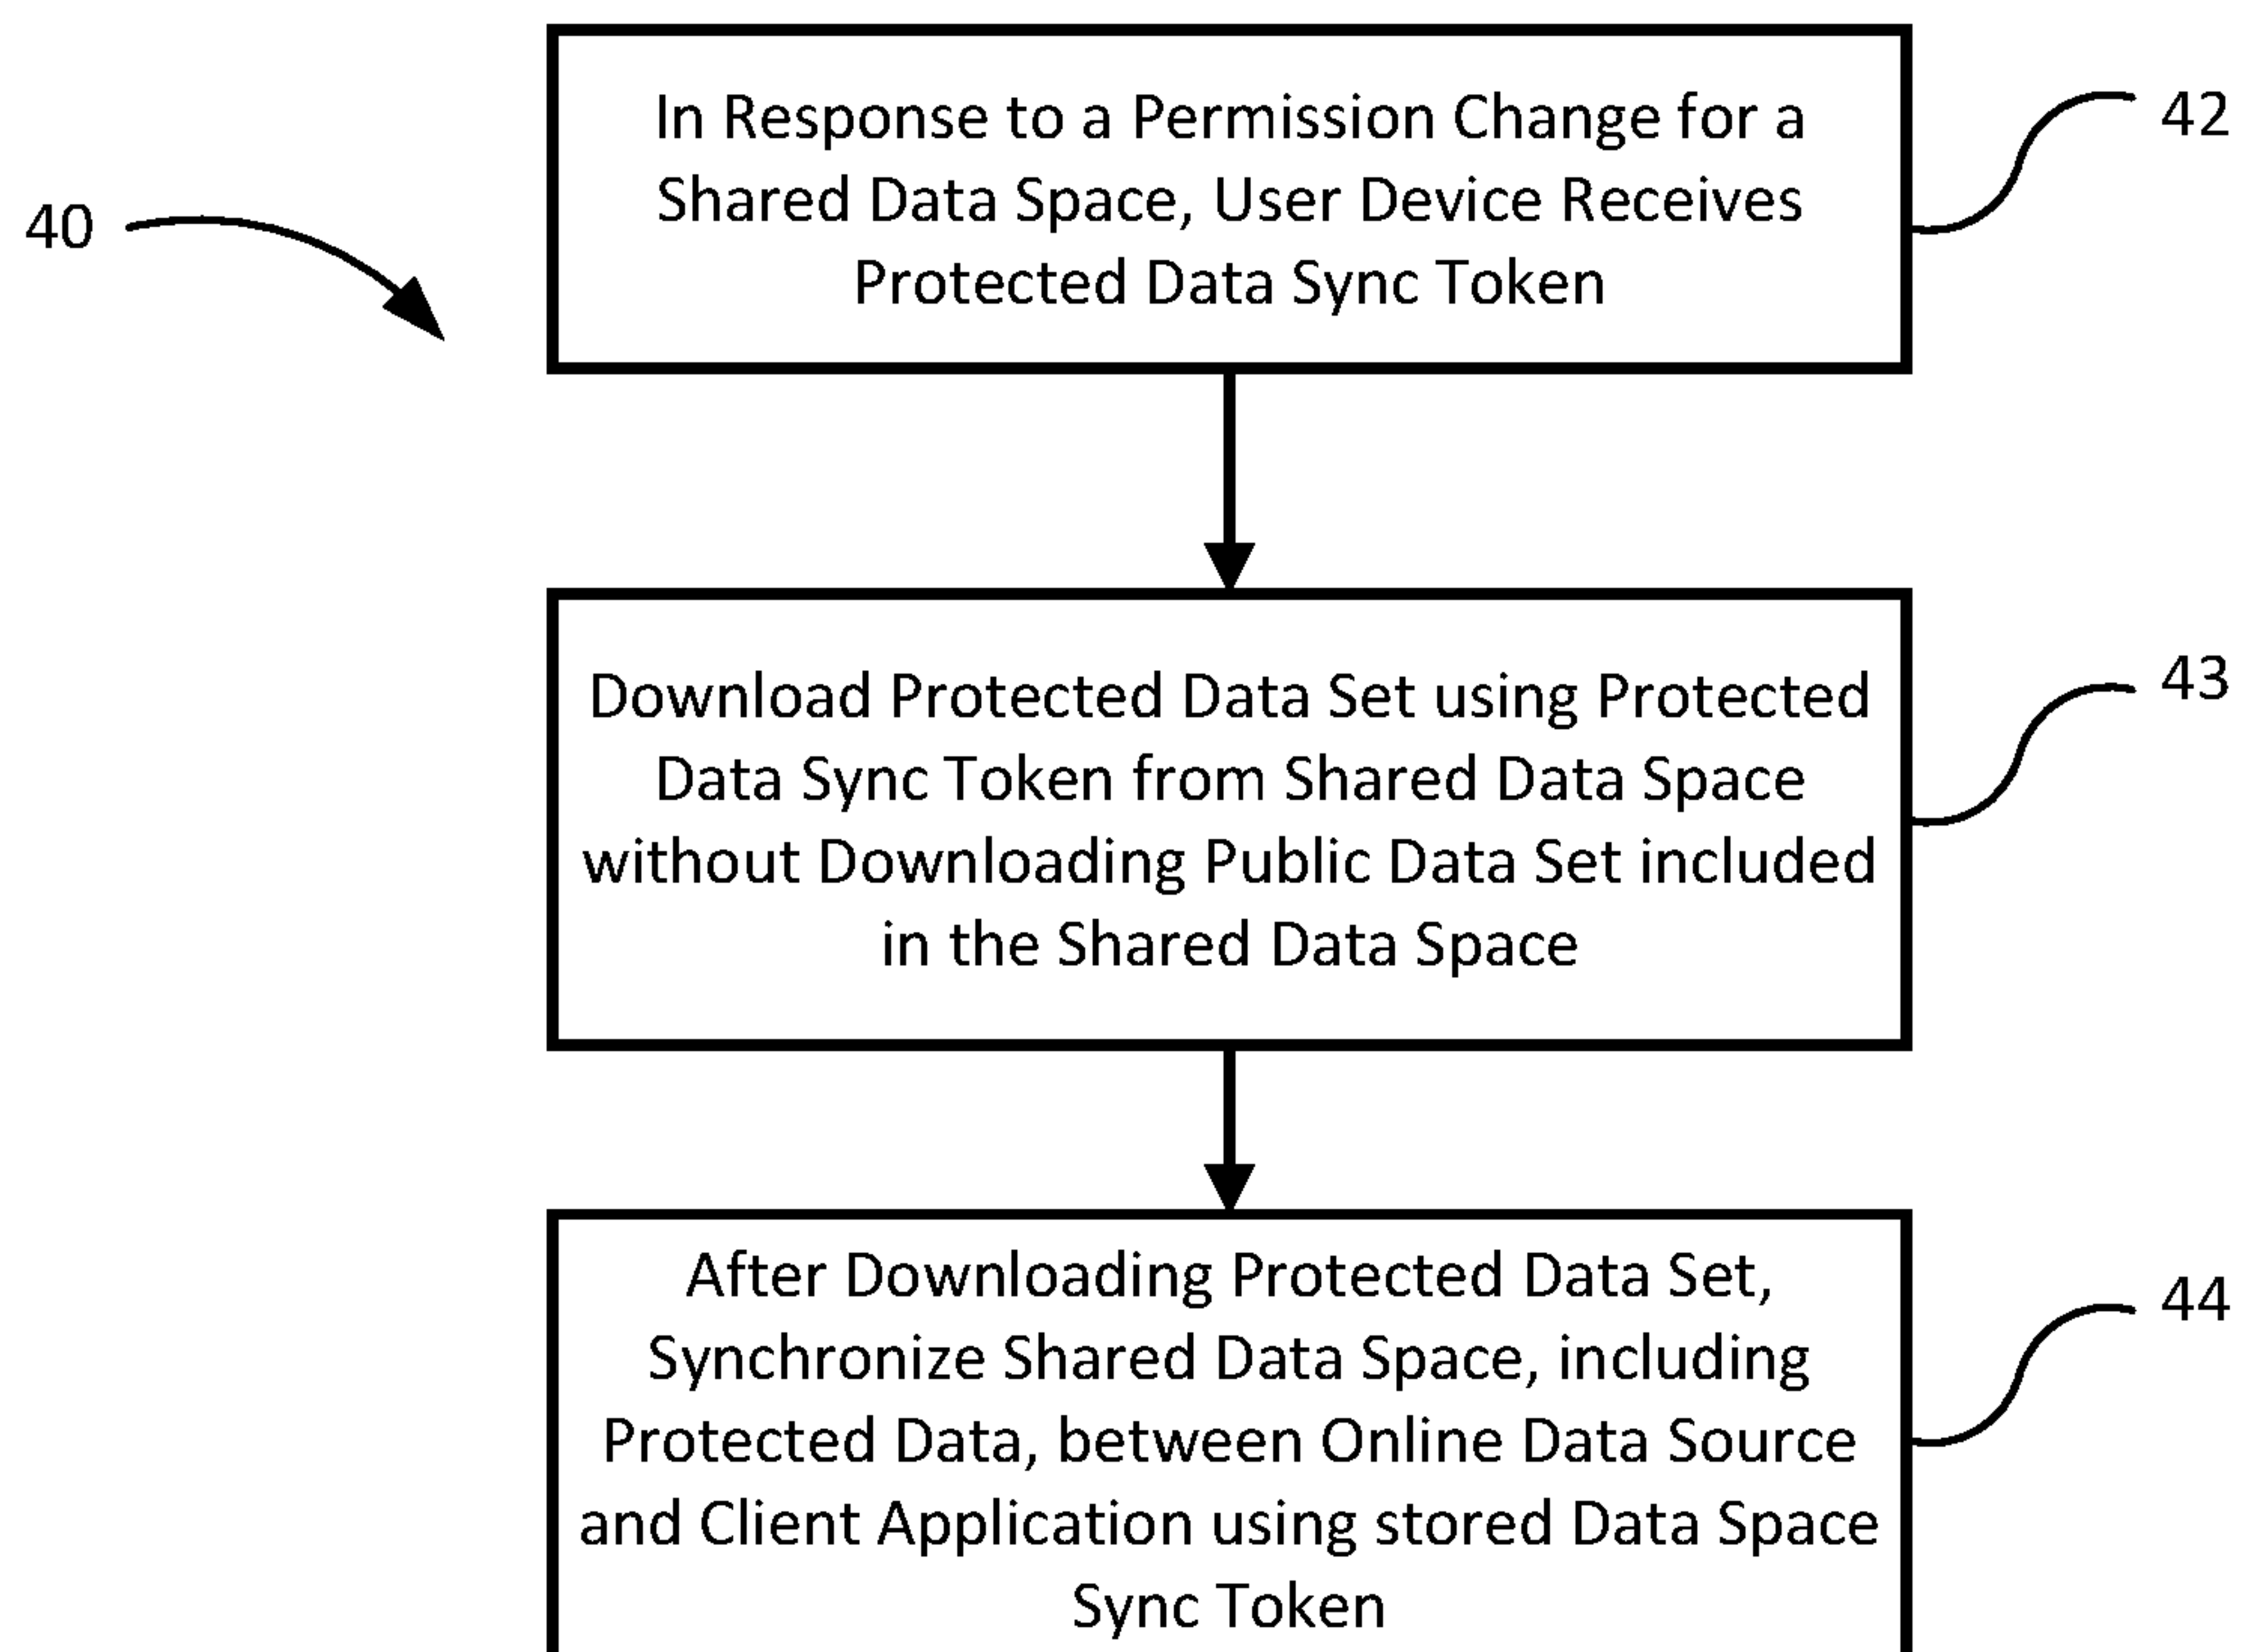 In Response to a Permission Change for a
Shared Data Space, User Device Receives
Protected Data Sync Token
42
40
Download Protected Data Set using Protected
Data Sync Token from Shared Data Space
without Downloading Public Data Set included
in the Shared Data Space
43
After Downloading Protected Data Set,
Synchronize Shared Data Space, including
Protected Data, between Online Data Source
and Client Application using stored Data Space
Sync Token
44